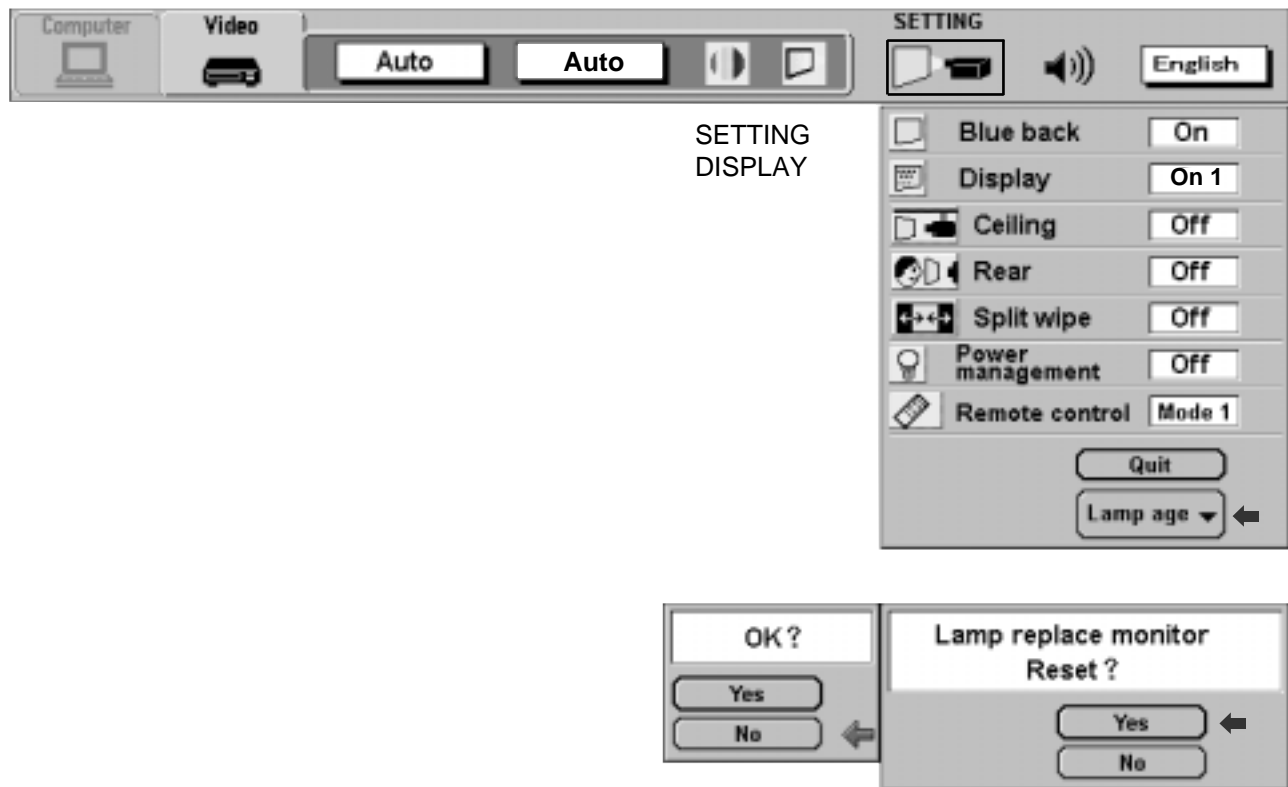 Computer
Video
Auto
Auto
SETTING
English
SETTING
DISPLAY
Blue back On
Display On 1
Ceiling Off
Rear Off
Split wipe Off
Power
management Off
Remote control Mode 1
Quit
Lamp age
OK?
Yes
No
Lamp replace monitor
Reset?
Yes
No